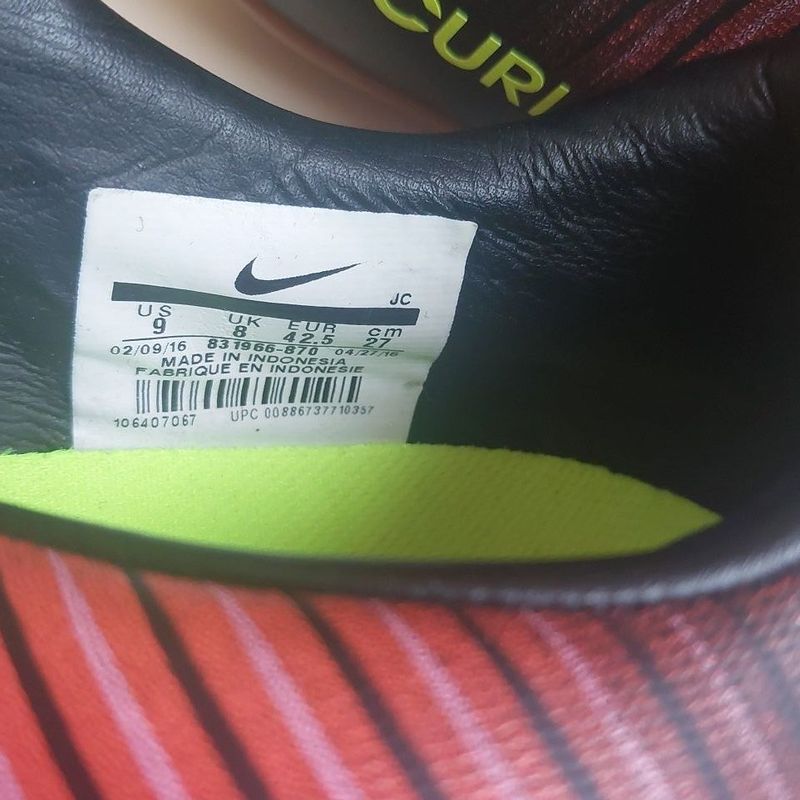 CURI
JC
US UK EUR cm
9 8 42.5 27
02/09/16 831966-870 04/27/16
MADE IN INDONESIA
FABRIQUE EN INDONESIE
106407067 UPC 00886737710357